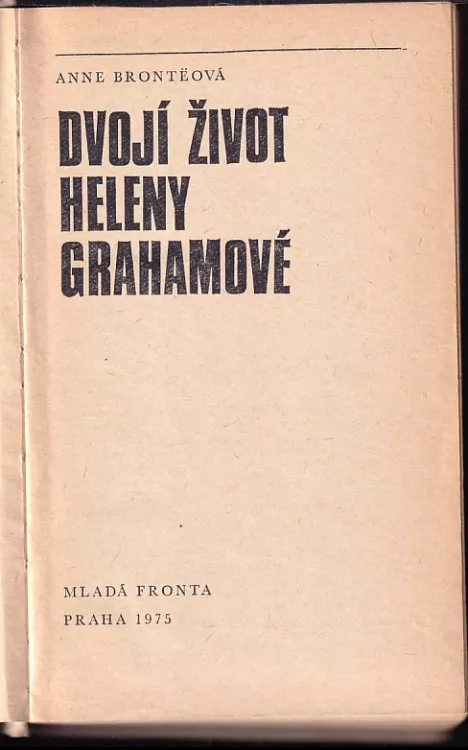 ANNE BRONTËOVÁ
DVOJÍ ŽIVOT
HELENY
GRAHAMOVÉ
MLADÁ FRONTA
PRAHA 1975